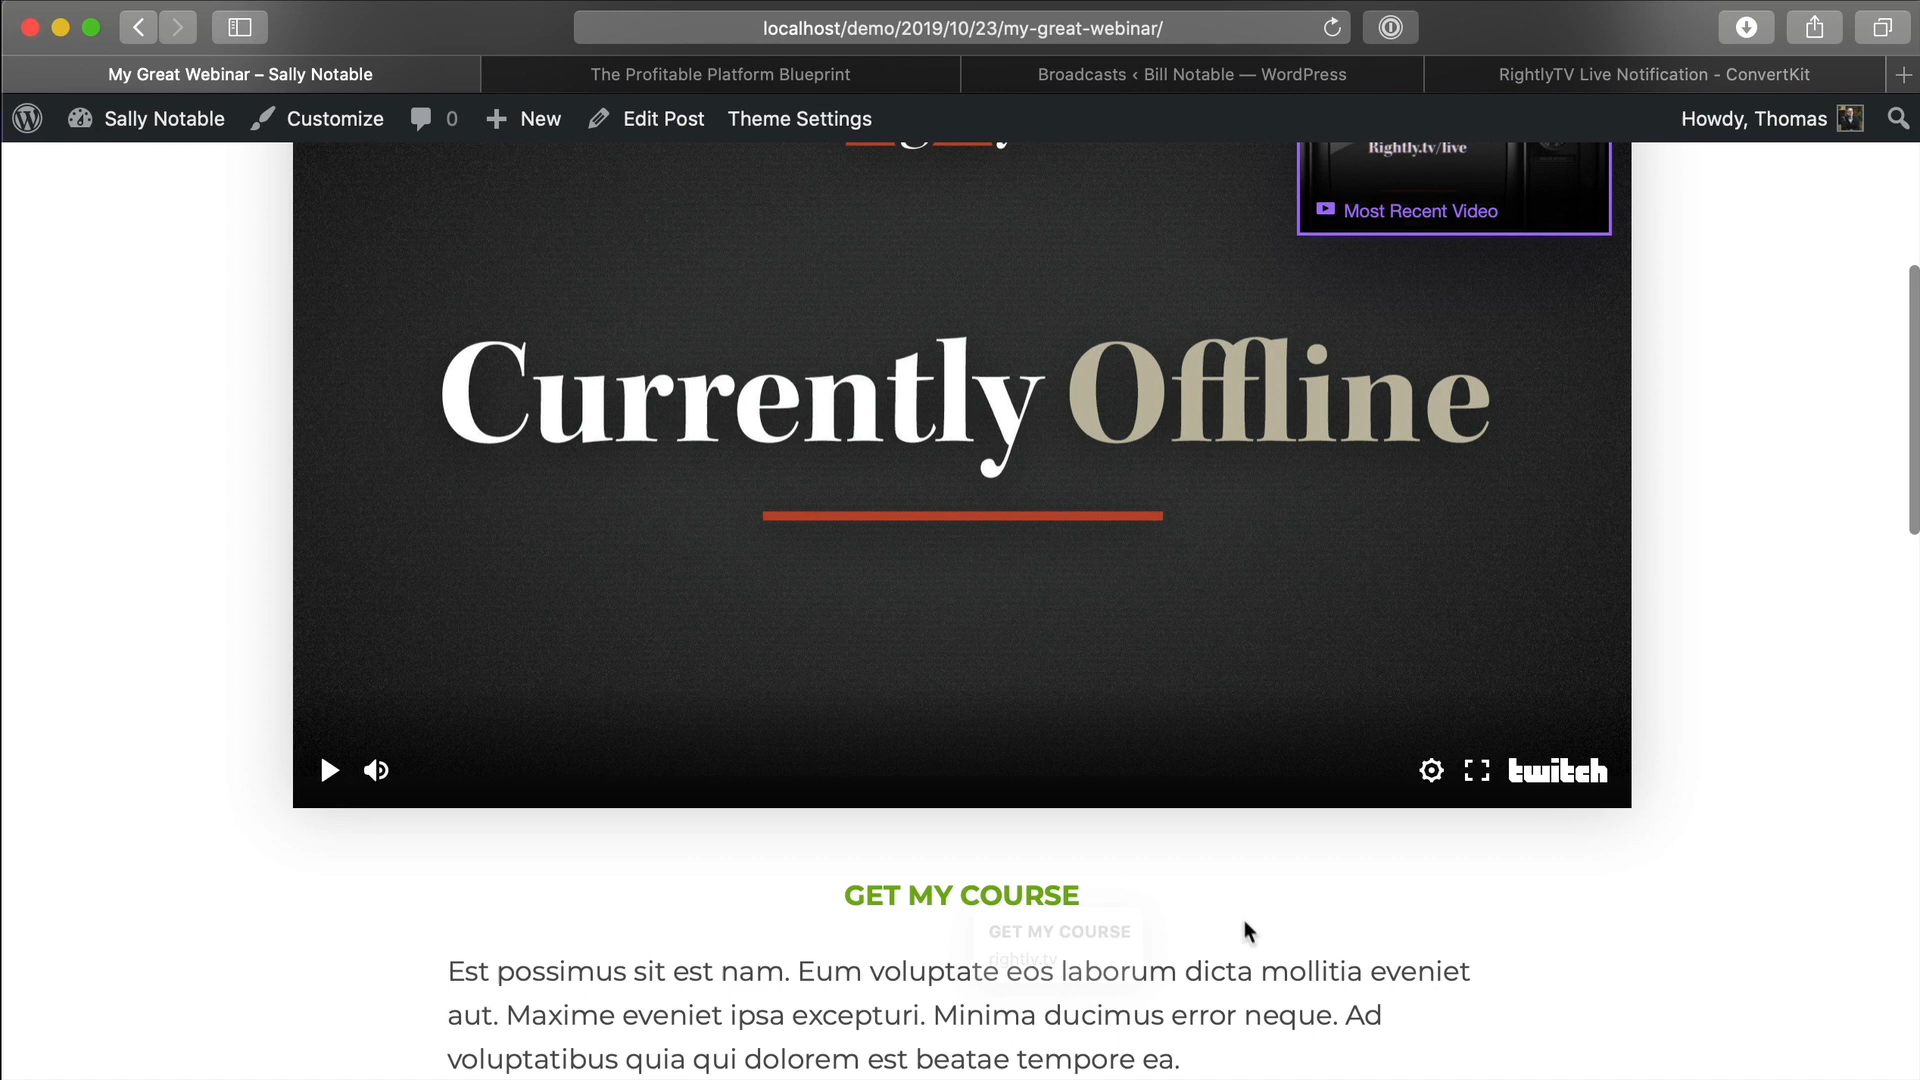 localhost/demo/2019/10/23/my-great-webinar/
My Great Webinar – Sally Notable
The Profitable Platform Blueprint
Broadcasts ‹ Bill Notable — WordPress
RightlyTV Live Notification - ConvertKit
Sally Notable
Customize
0
New
Edit Post
Theme Settings
Howdy, Thomas
Rightly.tv/live
Most Recent Video
Currently Offline
twitch
GET MY COURSE
GET MY COURSE
rightly.tv
Est possimus sit est nam. Eum voluptate eos laborum dicta mollitia eveniet
aut. Maxime eveniet ipsa excepturi. Minima ducimus error neque. Ad
voluptatibus quia qui dolorem est beatae tempore ea.